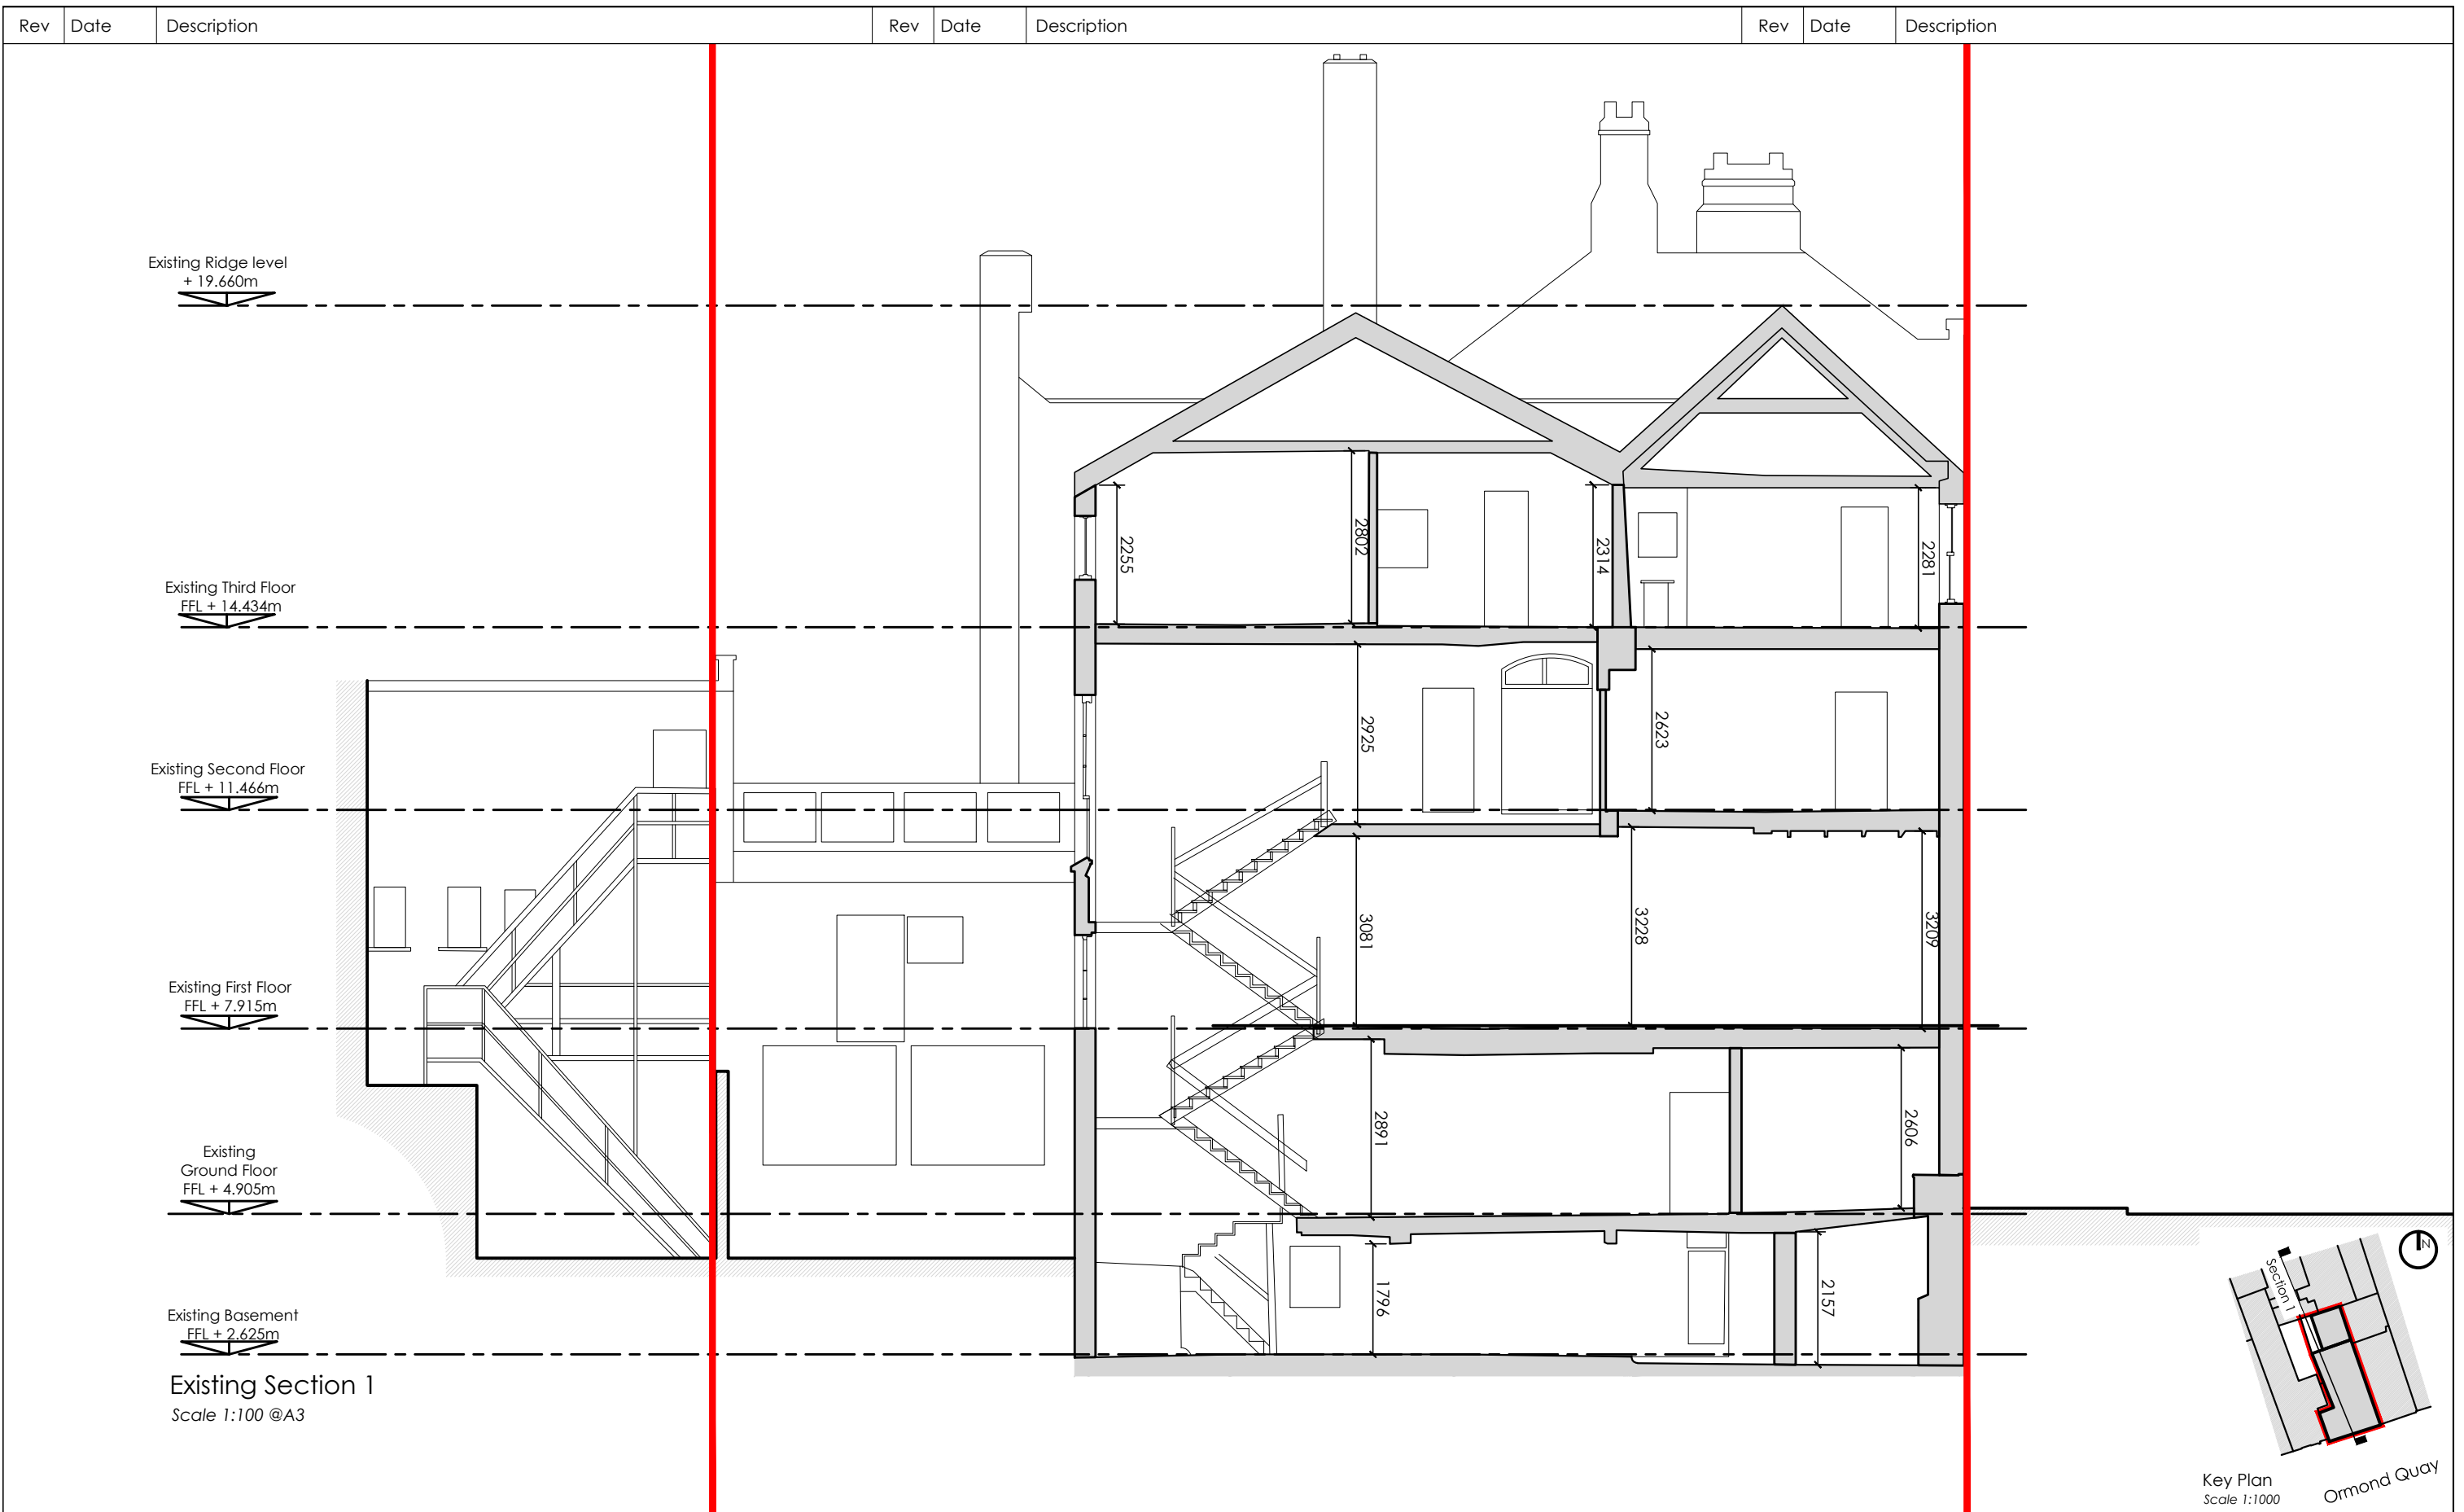 Rev Date Description Rev Date Description Rev Date Description
Existing Ridge level
+ 19.660m
Existing Third Floor
FFL + 14.434m
2255
2802
2314
2281
Existing Second Floor
FFL + 11.466m
2925
2623
Existing First Floor
FFL + 7.915m
3081
3228
3209
Existing
Ground Floor
FFL + 4.905m
2891
2606
Existing Basement
FFL + 2.625m
1796
2157
Existing Section 1
Scale 1:100 @A3
N
Section 1
Key Plan
Scale 1:1000
Ormond Quay